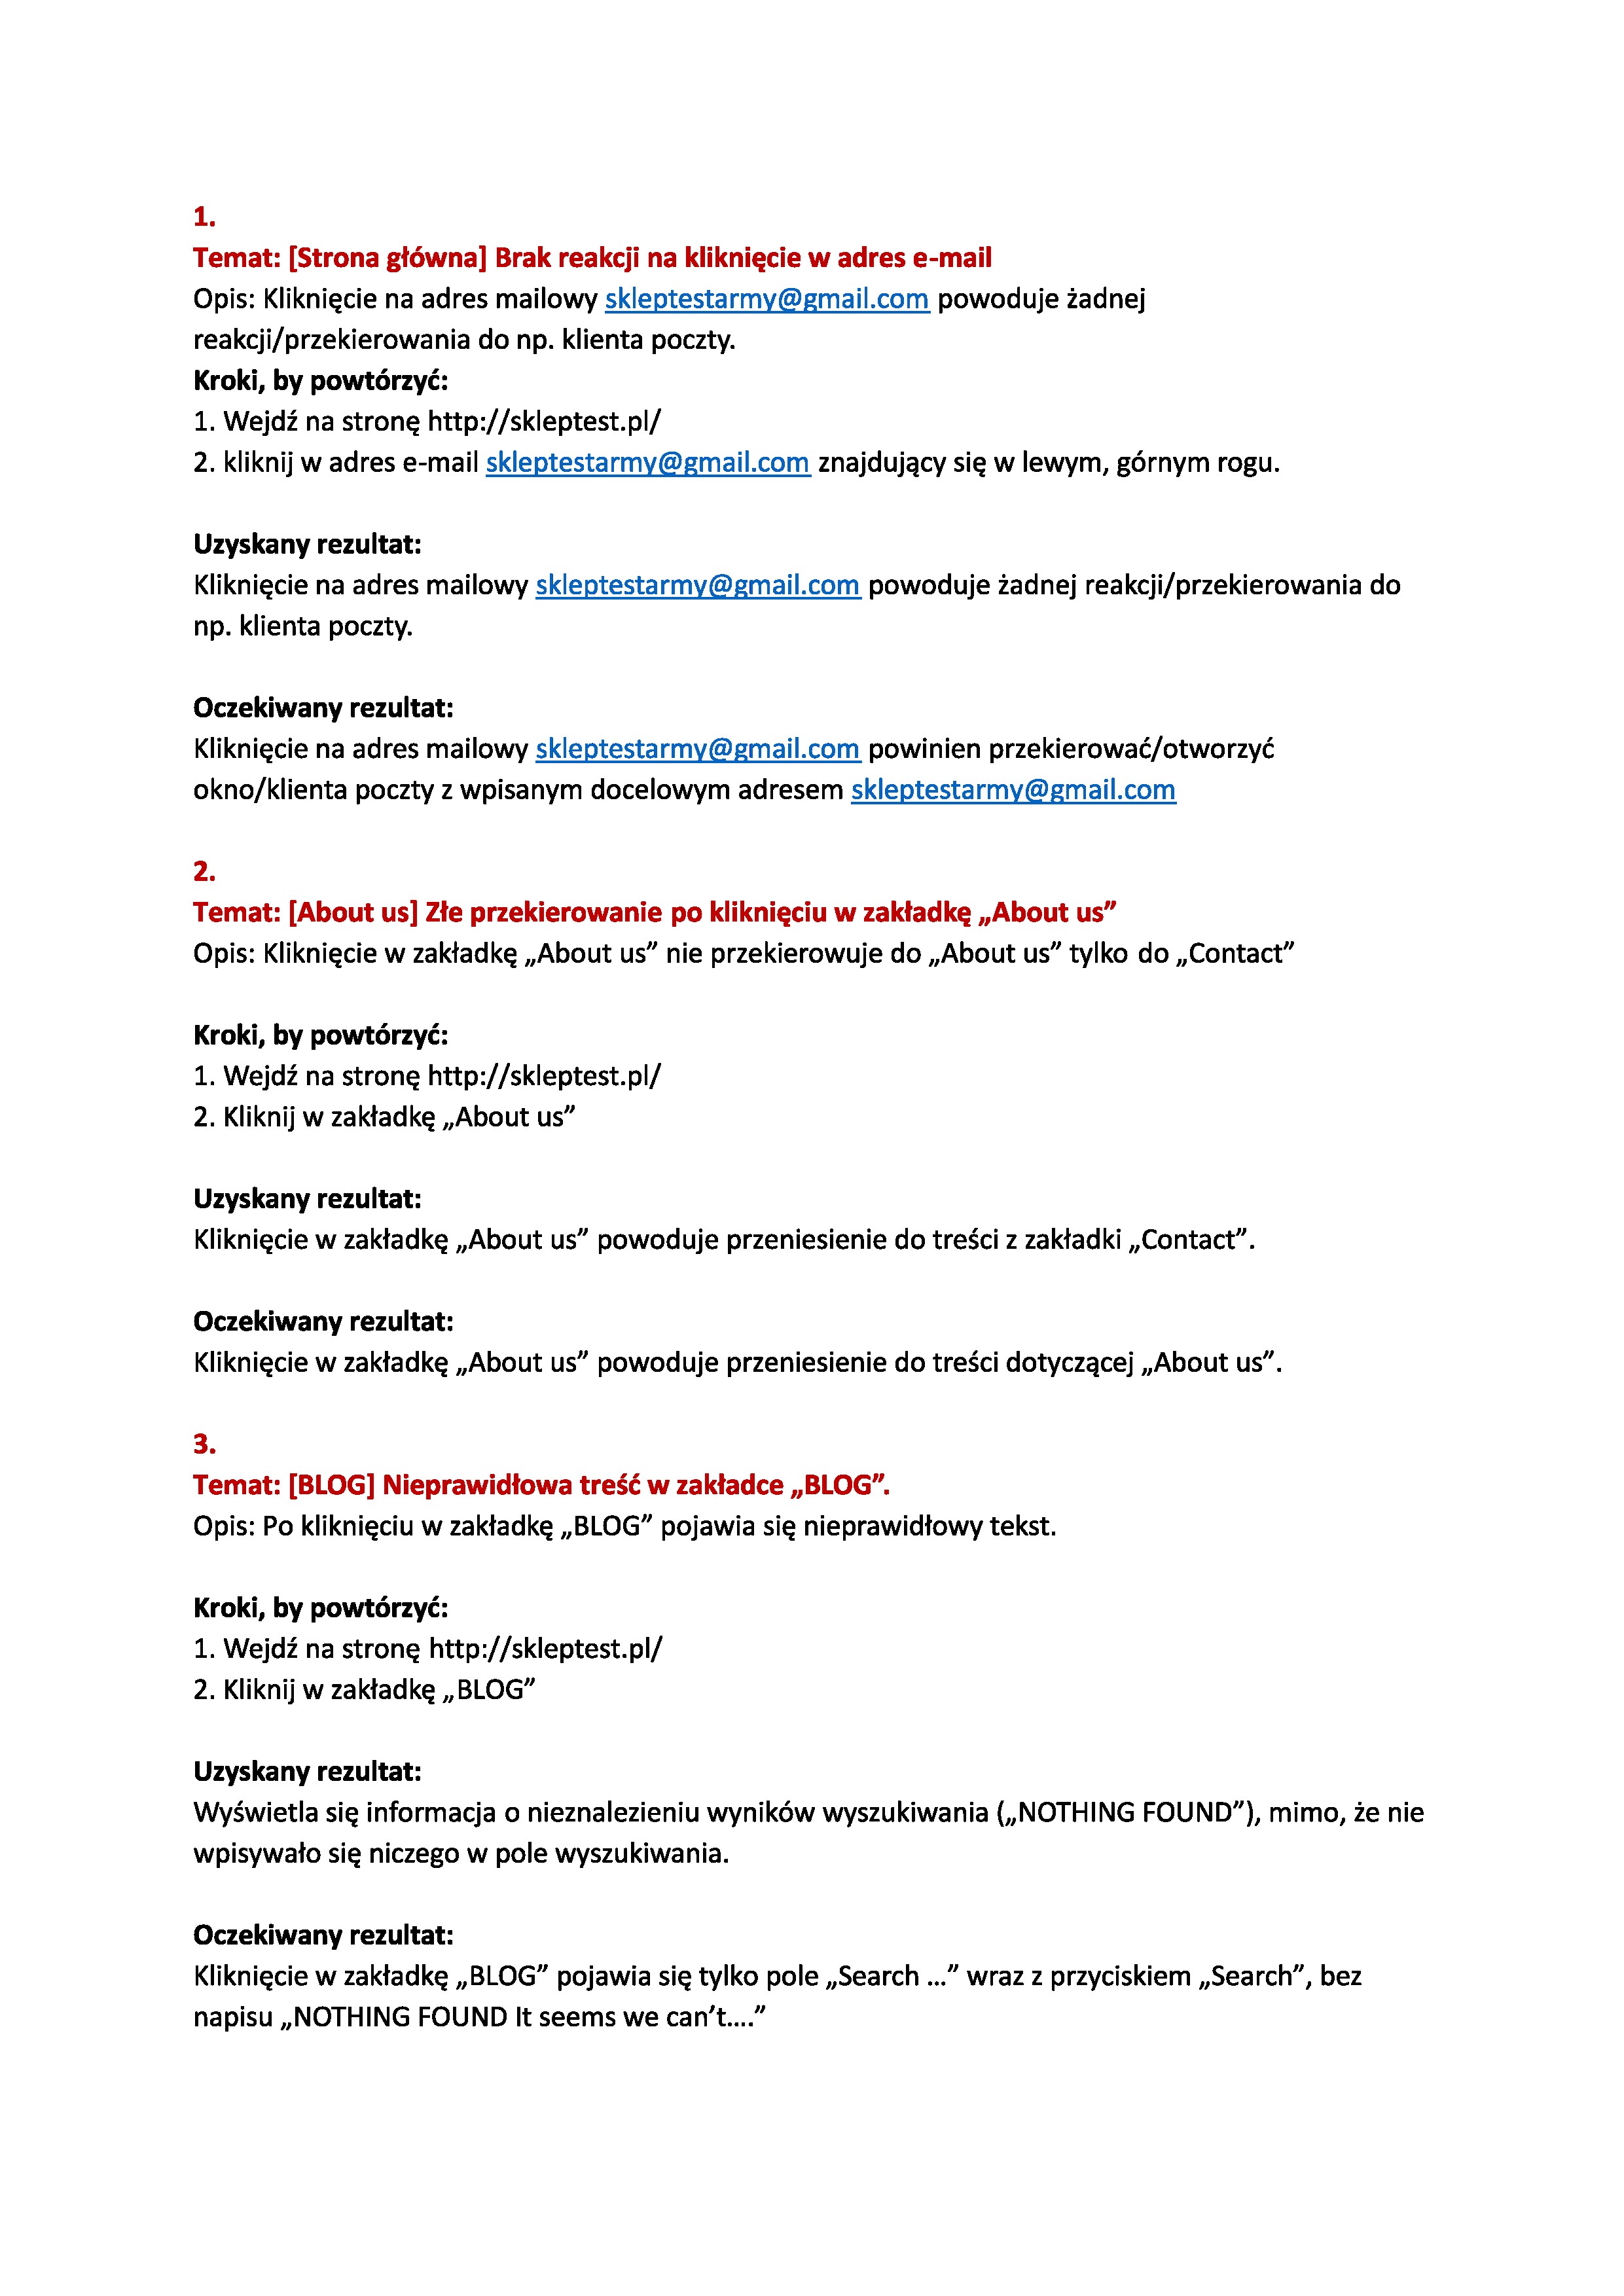 1.
Temat: [Strona główna] Brak reakcji na kliknięcie w adres e-mail
Opis: Kliknięcie na adres mailowy skleptestarmy@gmail.com powoduje żadnej
reakcji/przekierowania do np. klienta poczty.
Kroki, by powtórzyć:
1. Wejdź na stronę http://skleptest.pl/
2. kliknij w adres e-mail skleptestarmy@gmail.com znajdujący się w lewym, górnym rogu.
Uzyskany rezultat:
Kliknięcie na adres mailowy skleptestarmy@gmail.com powoduje żadnej reakcji/przekierowania do
np. klienta poczty.
Oczekiwany rezultat:
Kliknięcie na adres mailowy skleptestarmy@gmail.com powinien przekierować/otworzyć
okno/klienta poczty z wpisanym docelowym adresem skleptestarmy@gmail.com
2.
Temat: [About us] Złe przekierowanie po kliknięciu w zakładkę „About us”
Opis: Kliknięcie w zakładkę „About us” nie przekierowuje do „About us” tylko do „Contact”
Kroki, by powtórzyć:
1. Wejdź na stronę http://skleptest.pl/
2. Kliknij w zakładkę „About us”
Uzyskany rezultat:
Kliknięcie w zakładkę „About us” powoduje przeniesienie do treści z zakładki „Contact”.
Oczekiwany rezultat:
Kliknięcie w zakładkę „About us” powoduje przeniesienie do treści dotyczącej „About us”.
3.
Temat: [BLOG] Nieprawidłowa treść w zakładce „BLOG”.
Opis: Po kliknięciu w zakładkę „BLOG” pojawia się nieprawidłowy tekst.
Kroki, by powtórzyć:
1. Wejdź na stronę http://skleptest.pl/
2. Kliknij w zakładkę „BLOG”
Uzyskany rezultat:
Wyświetla się informacja o nieznalezieniu wyników wyszukiwania („NOTHING FOUND”), mimo, że nie
wpisywało się niczego w pole wyszukiwania.
Oczekiwany rezultat:
Kliknięcie w zakładkę „BLOG” pojawia się tylko pole „Search …” wraz z przyciskiem „Search”, bez
napisu „NOTHING FOUND It seems we can’t….”